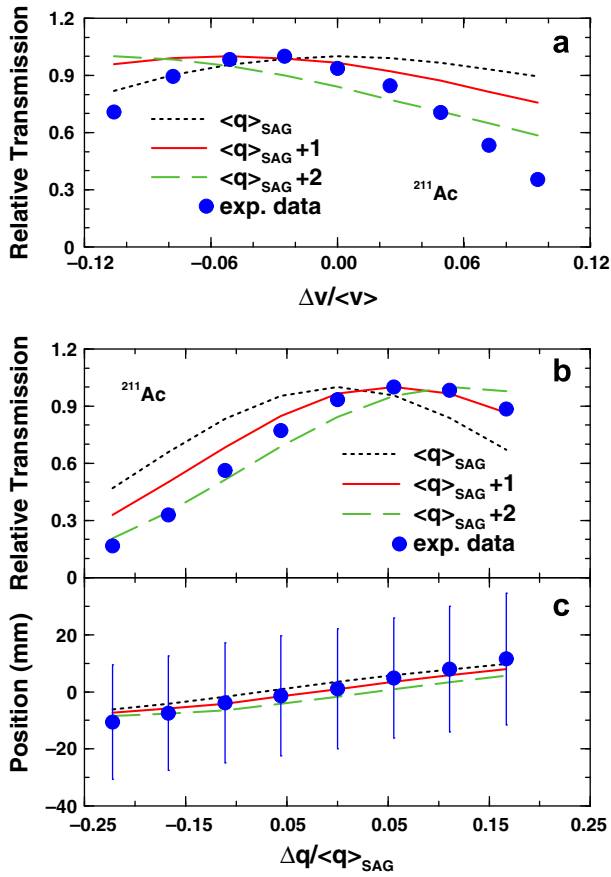 a
Relative Transmission
1.2
0.9
0.6
0.3
0
<q>SAG
<q>SAG +1
<q>SAG +2
exp. data
211Ac
−0.12 −0.06 0.00 0.06 0.12
Δv/<v>
b
Relative Transmission
1.2
0.9
0.6
0.3
0
211Ac
<q>SAG
<q>SAG +1
<q>SAG +2
exp. data
c
Position (mm)
20
0
−20
−40
−0.25 −0.15 0.05 0.05 0.15 0.25
Δq/<q>SAG